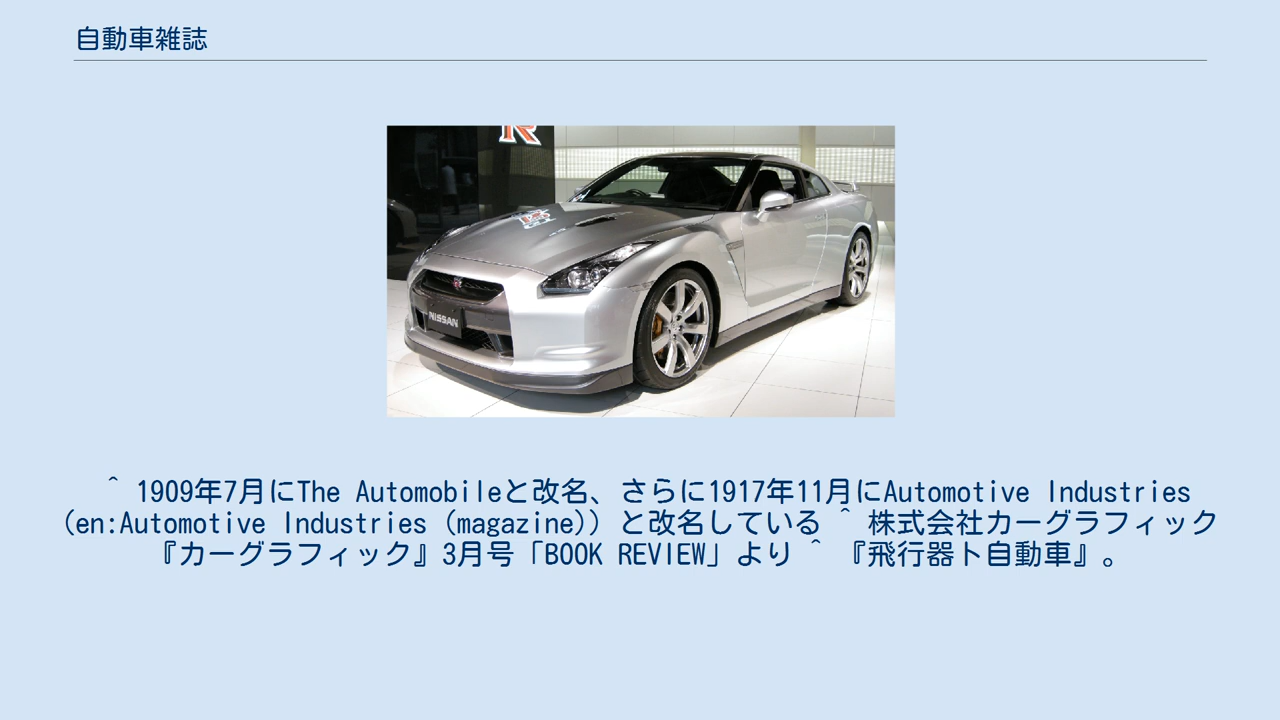 自動車雑誌
R
NISSAN
^ 1909年7月にThe Automobileと改名、さらに1917年11月にAutomotive Industries
（en:Automotive Industries (magazine)）と改名している ^ 株式会社カーグラフィック
『カーグラフィック』3月号「BOOK REVIEW」より ^ 『飛行器ト自動車』。